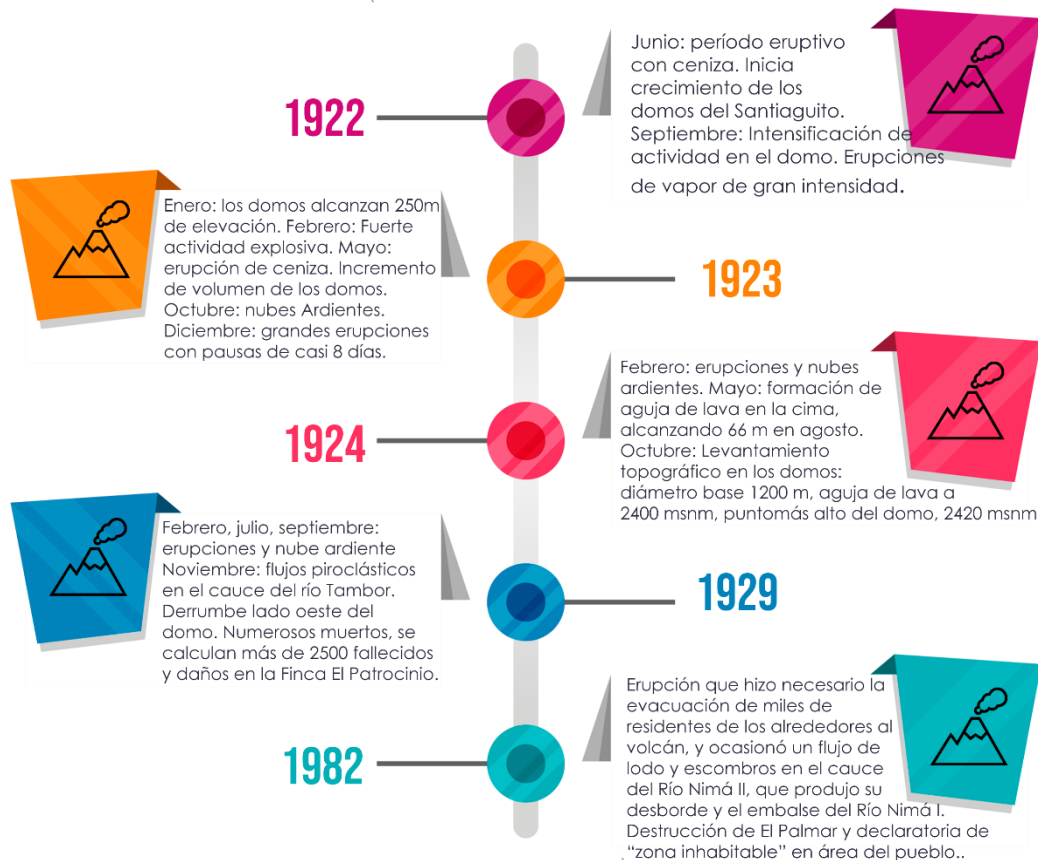 1922
Junio: período eruptivo
con ceniza. Inicia
crecimiento de los
domos del Santiaguito.
Septiembre: Intensificación de
actividad en el domo. Erupciones
de vapor de gran intensidad.
Enero: los domos alcanzan 250m
de elevación. Febrero: Fuerte
actividad explosiva. Mayo:
erupción de ceniza. Incremento
de volumen de los domos.
Octubre: nubes Ardientes.
Diciembre: grandes erupciones
con pausas de casi 8 días.
1923
1924
Febrero: erupciones y nubes
ardientes. Mayo: formación de
aguja de lava en la cima,
alcanzando 66 m en agosto.
Octubre: Levantamiento
topográfico en los domos:
diámetro base 1200 m, aguja de lava a
2400 msnm, puntomás alto del domo, 2420 msnm
Febrero, julio, septiembre:
erupciones y nube ardiente
Noviembre: flujos piroclásticos
en el cauce del río Tambor.
Derrumbe lado oeste del
domo. Numerosos muertos, se
calculan más de 2500 fallecidos
y daños en la Finca El Patrocinio.
1929
1982
Erupción que hizo necesario la
evacuación de miles de
residentes de los alrededores al
volcán, y ocasionó un flujo de
lodo y escombros en el cauce
del Río Nimá II, que produjo su
desborde y el embalse del Río Nimá I.
Destrucción de El Palmar y declaratoria de
“zona inhabitable” en área del pueblo..